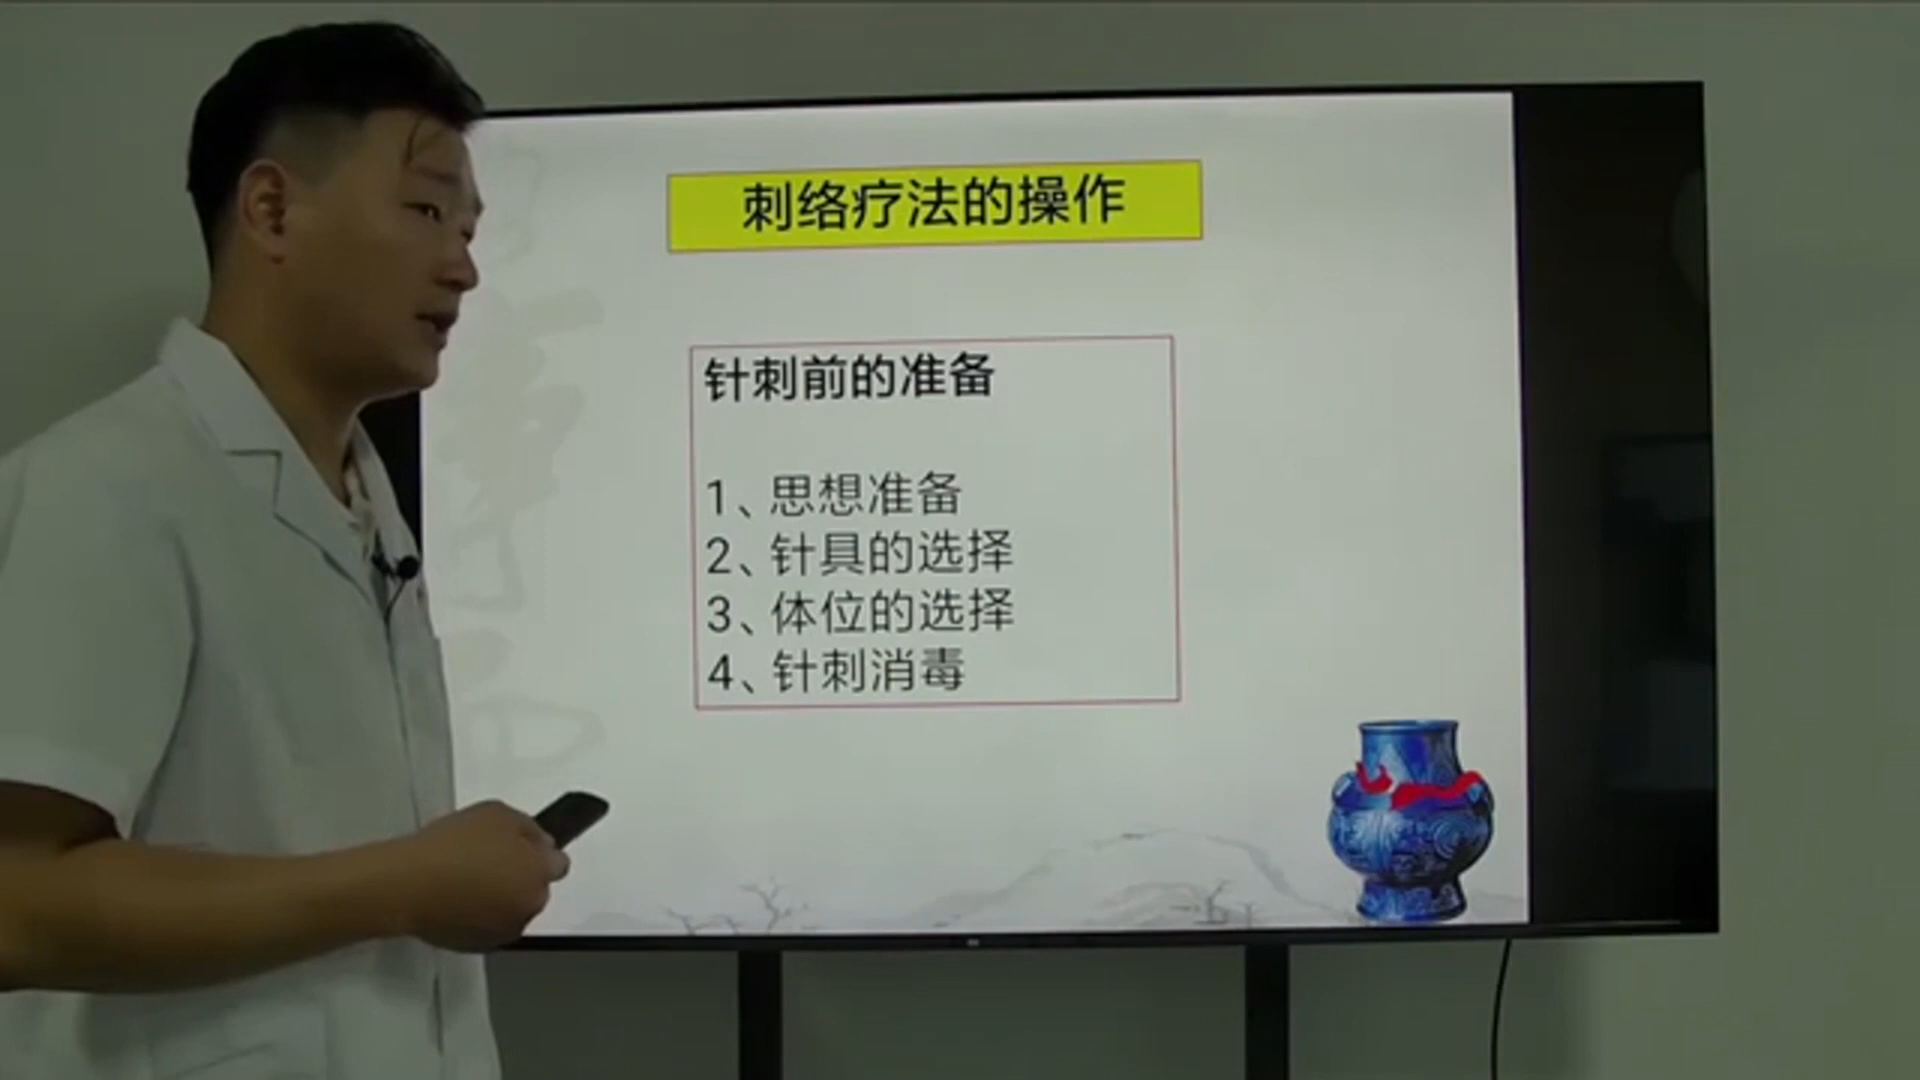 刺络疗法的操作
针刺前的准备
1、思想准备
2、针具的选择
3、体位的选择
4、针刺消毒